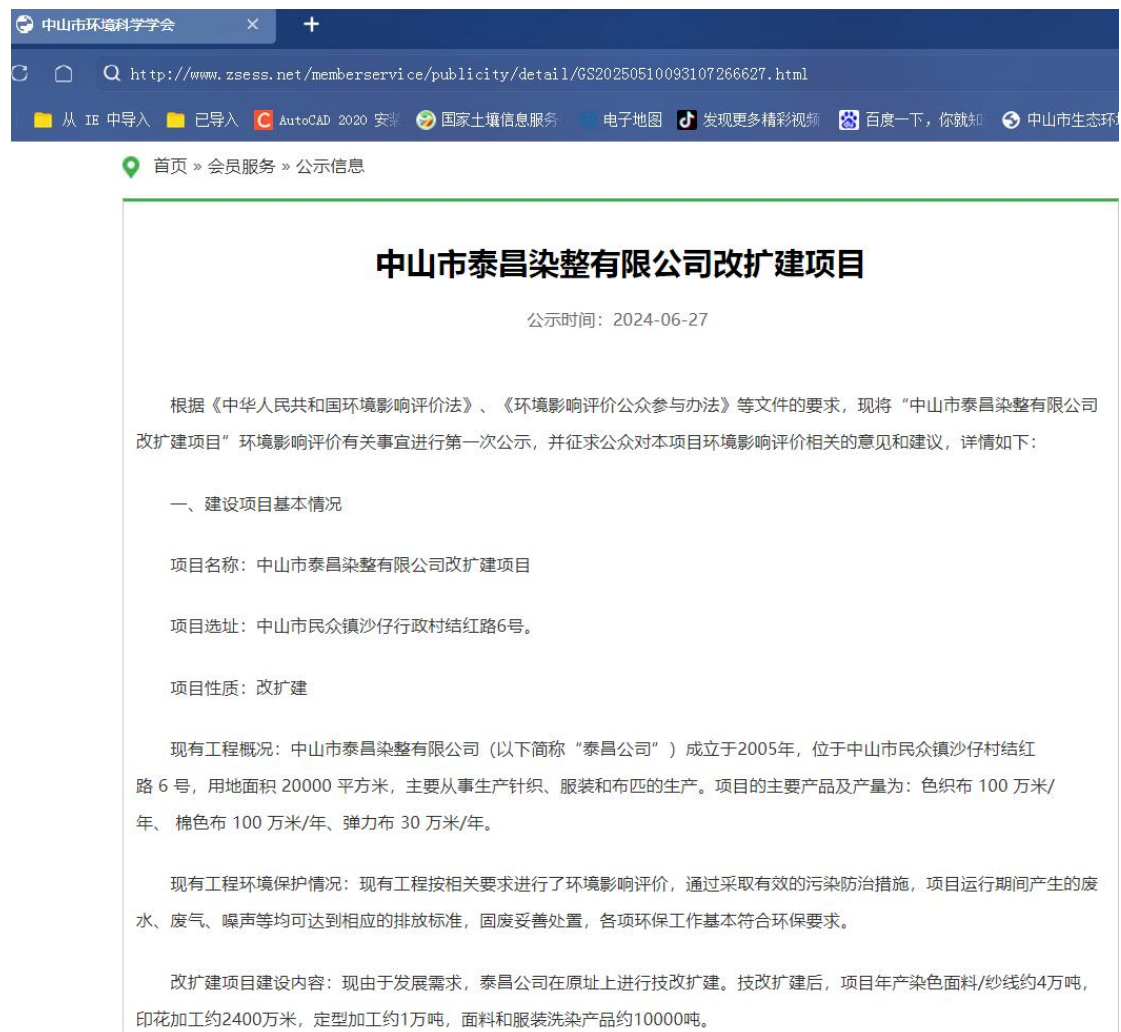 中山市环境科学学会
http://www.zsess.net/memberservice/publicity/detail/GS20250510093107266627.html
从 IE 中导入 已导入 AutoCAD 2020 安装 国家土壤信息服务 电子地图 发现更多精彩视频 百度一下，你就知 中山市生态环
首页 » 会员服务 » 公示信息
中山市泰昌染整有限公司改扩建项目
公示时间：2024-06-27
根据《中华人民共和国环境影响评价法》、《环境影响评价公众参与办法》等文件的要求，现将“中山市泰昌染整有限公司
改扩建项目”环境影响评价有关事宜进行第一次公示，并征求公众对本项目环境影响评价相关的意见和建议，详情如下：
一、建设项目基本情况
项目名称：中山市泰昌染整有限公司改扩建项目
项目选址：中山市民众镇沙仔行政村结红路6号。
项目性质：改扩建
现有工程概况：中山市泰昌染整有限公司（以下简称“泰昌公司”）成立于2005年，位于中山市民众镇沙仔村结红
路 6 号，用地面积 20000 平方米，主要从事生产针织、服装和布匹的生产。项目的主要产品及产量为：色织布 100 万米/
年、 棉色布 100 万米/年、弹力布 30 万米/年。
现有工程环境保护情况：现有工程按相关要求进行了环境影响评价，通过采取有效的污染防治措施，项目运行期间产生的废
水、废气、噪声等均可达到相应的排放标准，固废妥善处置，各项环保工作基本符合环保要求。
改扩建项目建设内容：现由于发展需求，泰昌公司在原址上进行技改扩建。技改扩建后，项目年产染色面料/纱线约4万吨，
印花加工约2400万米，定型加工约1万吨，面料和服装洗染产品约10000吨。